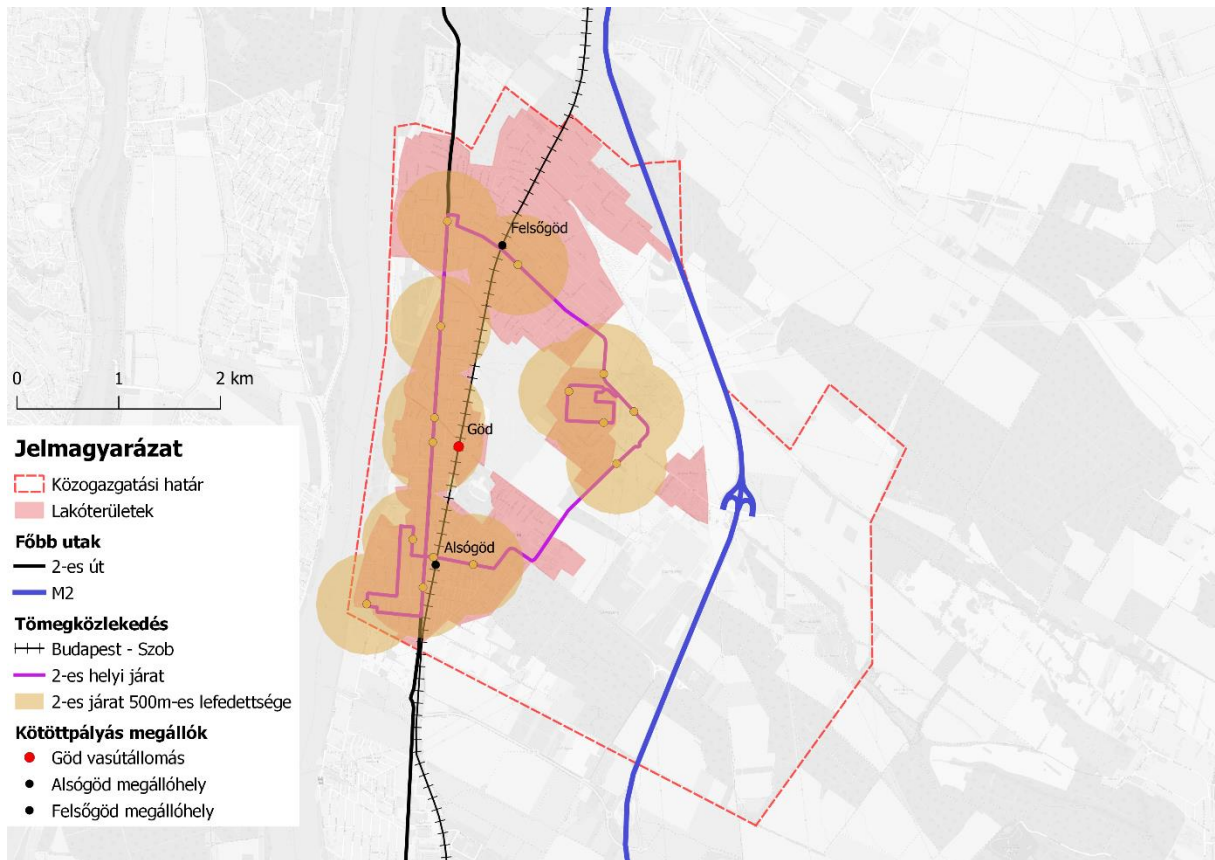 Felsőgöd
0 1 2 km
Göd
Alsógöd
Jelmagyarázat
Közogazgatási határ
Lakóterületek
Főbb utak
2-es út
M2
Tömegközlekedés
Budapest - Szob
2-es helyi járat
2-es járat 500m-es lefedettsége
Kötöttpályás megállók
Göd vasútállomás
Alsógöd megállóhely
Felsőgöd megállóhely